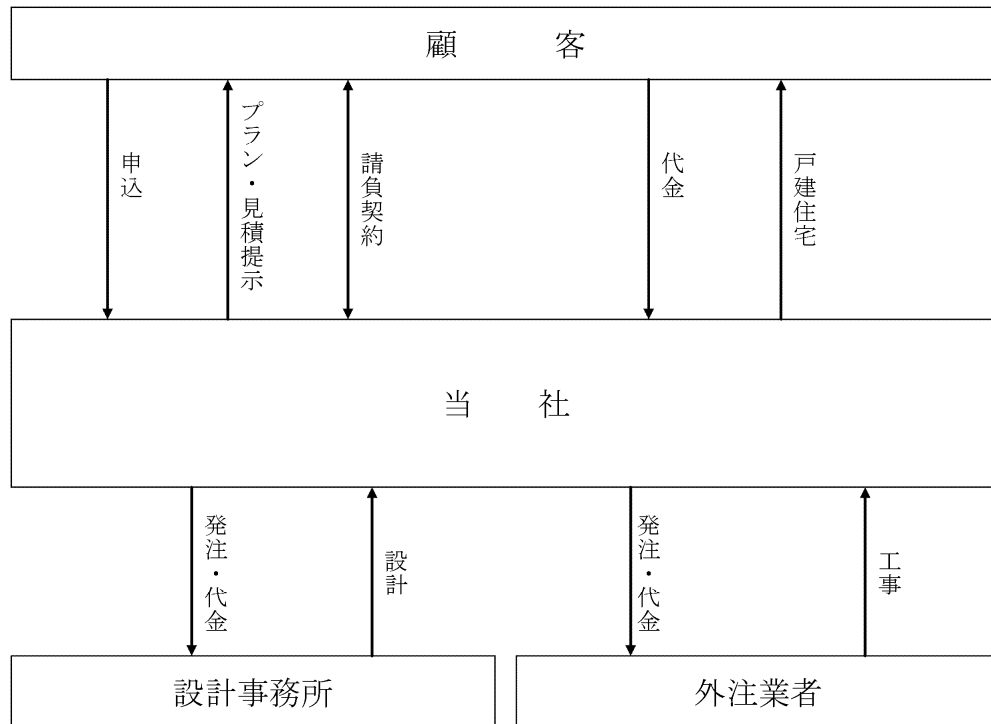 顧客
申込
プラン・見積提示
請負契約
代金
戸建住宅
当社
発注・代金
設計
発注・代金
工事
設計事務所
外注業者